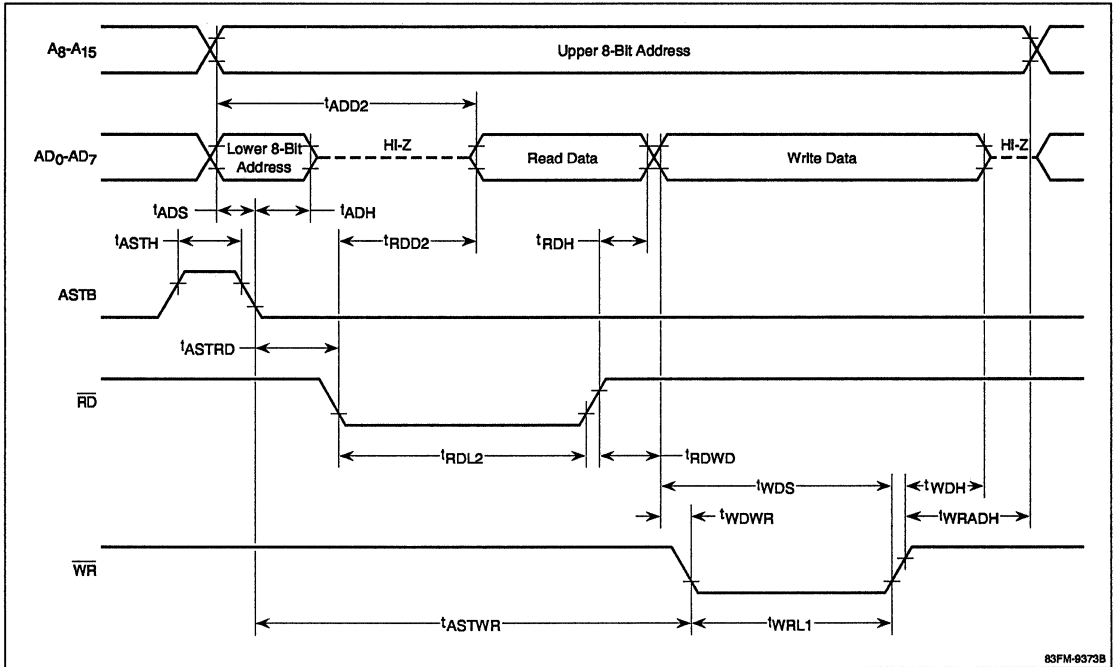 A8-A15
Upper 8-Bit Address
tADD2
AD0-AD7
Lower 8-Bit
Address
HI-Z
Read Data
Write Data
HI-Z
tADS
tADH
tASTH
tRDD2
tRDH
ASTB
tASTRD
RD
tRDL2
tRDWD
tWDS
tWDH
tWDWR
tWRADH
WR
tASTWR
tWRL1
83FM-9373B